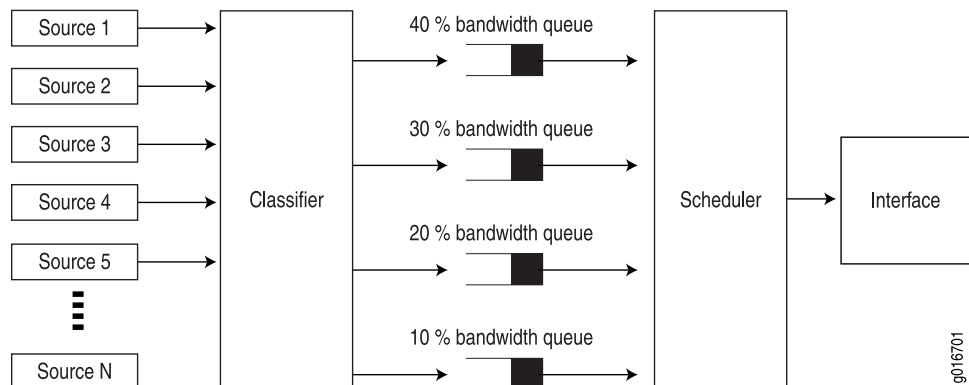 Source 1
Source 2
Source 3
Source 4
Source 5
Source N
Classifier
40 % bandwidth queue
30 % bandwidth queue
20 % bandwidth queue
10 % bandwidth queue
Scheduler
Interface
g016701